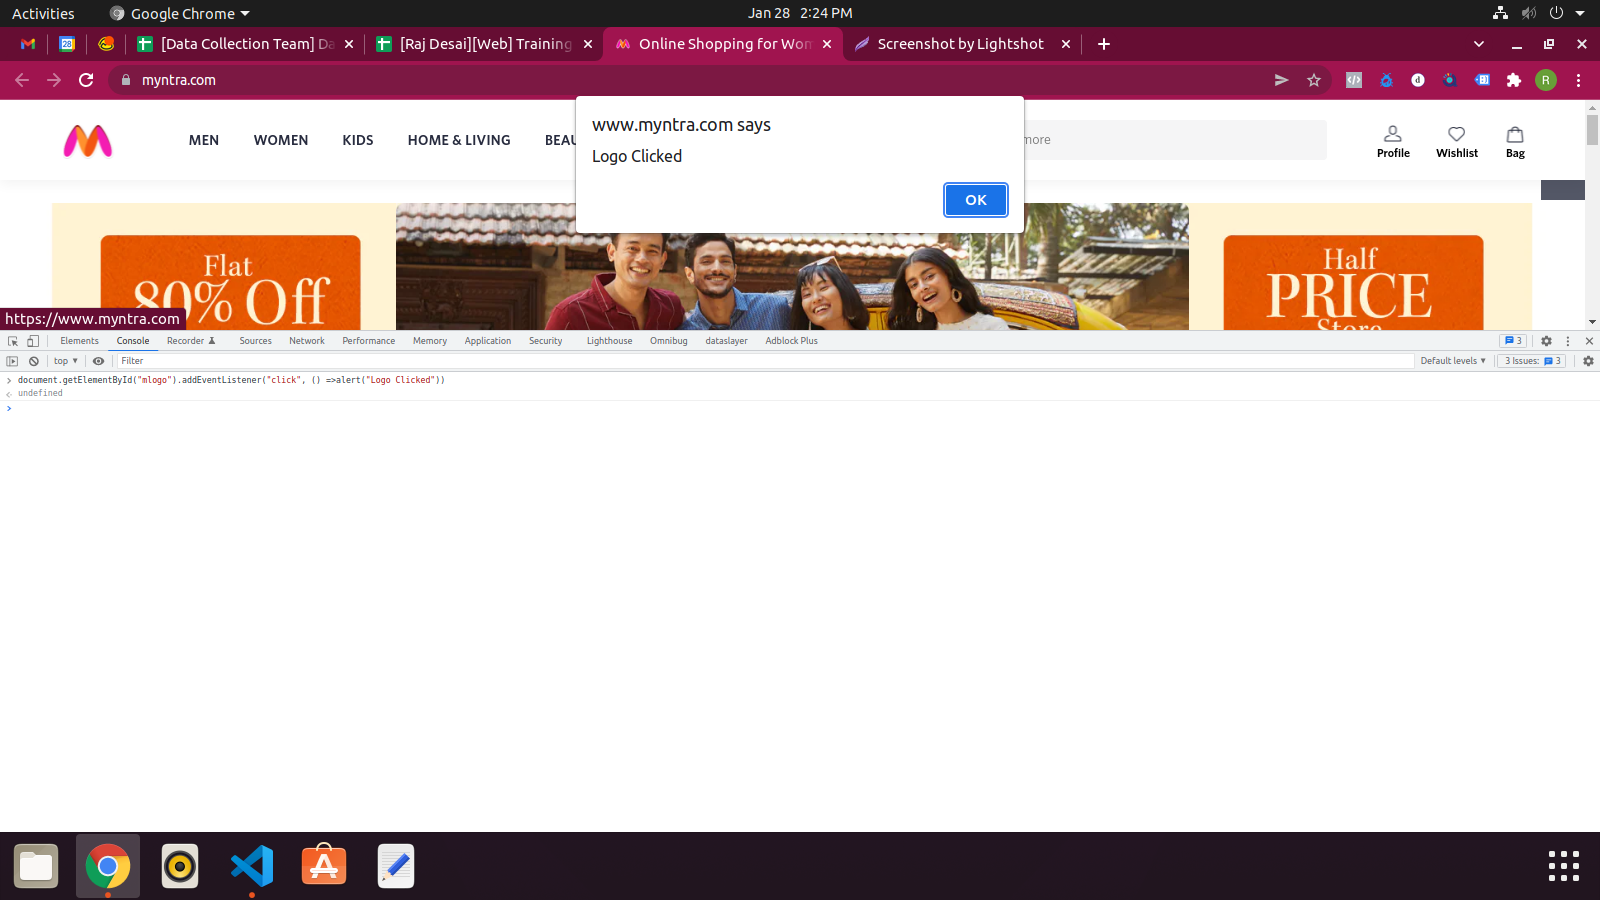 Activities
Google Chrome
Jan 28 2:24 PM
28
[Data Collection Team] Da
[Raj Desai][Web] Training
Online Shopping for Wom
Screenshot by Lightshot
myntra.com
R
www.myntra.com says
Logo Clicked
OK
MEN
WOMEN
KIDS
HOME & LIVING
BEAU
more
Profile
Wishlist
Bag
Flat
80% Off
Half
PRICE
Store
https://www.myntra.com
Elements
Console
Recorder
Sources
Network
Performance
Memory
Application
Security
Lighthouse
Omnibug
dataslayer
Adblock Plus
3
top
Filter
Default levels
3 Issues:
3
document.getElementById("mlogo").addEventListener("click", () =>alert("Logo Clicked"))
undefined